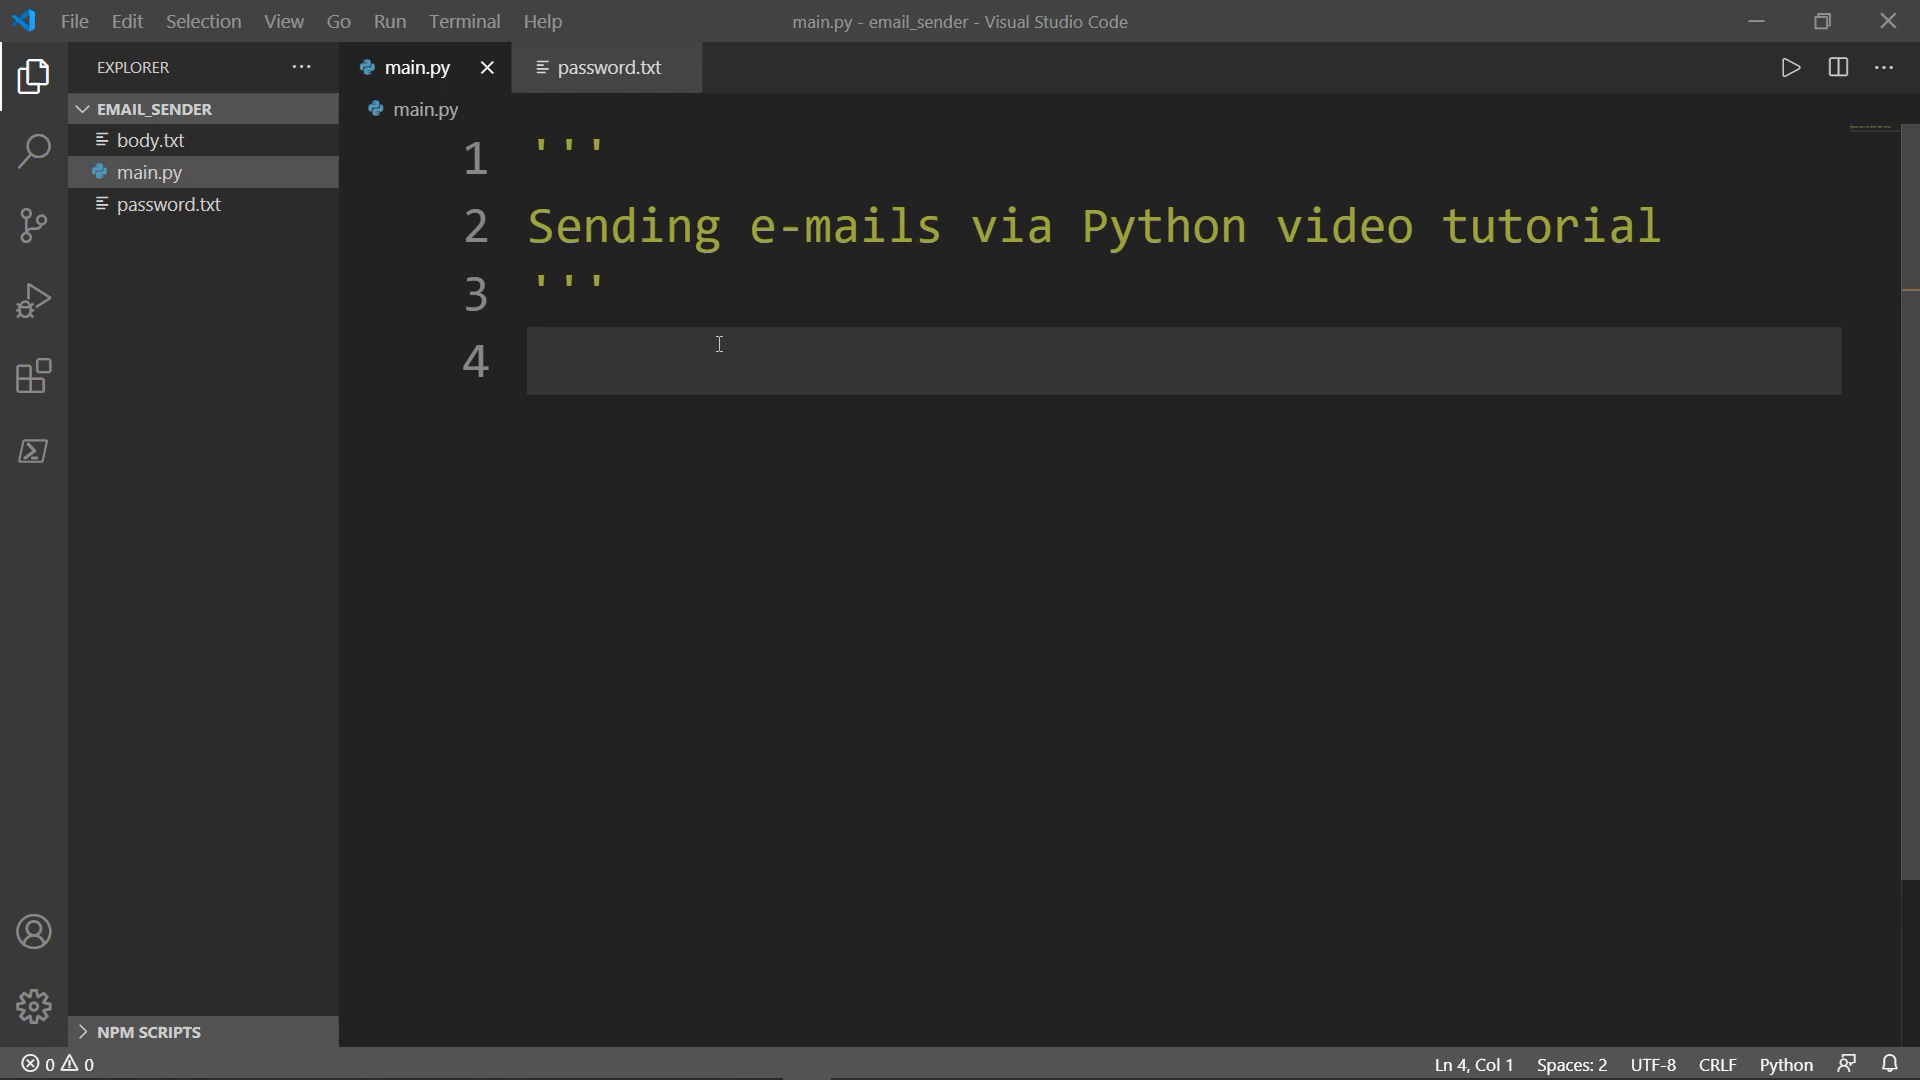 File Edit Selection View Go Run Terminal Help main.py - email_sender - Visual Studio Code
EXPLORER
main.py
password.txt
EMAIL_SENDER
body.txt
main.py
password.txt
main.py
1 '''
2 Sending e-mails via Python video tutorial
3 '''
4
NPM SCRIPTS
0 0 Ln 4, Col 1 Spaces: 2 UTF-8 CRLF Python